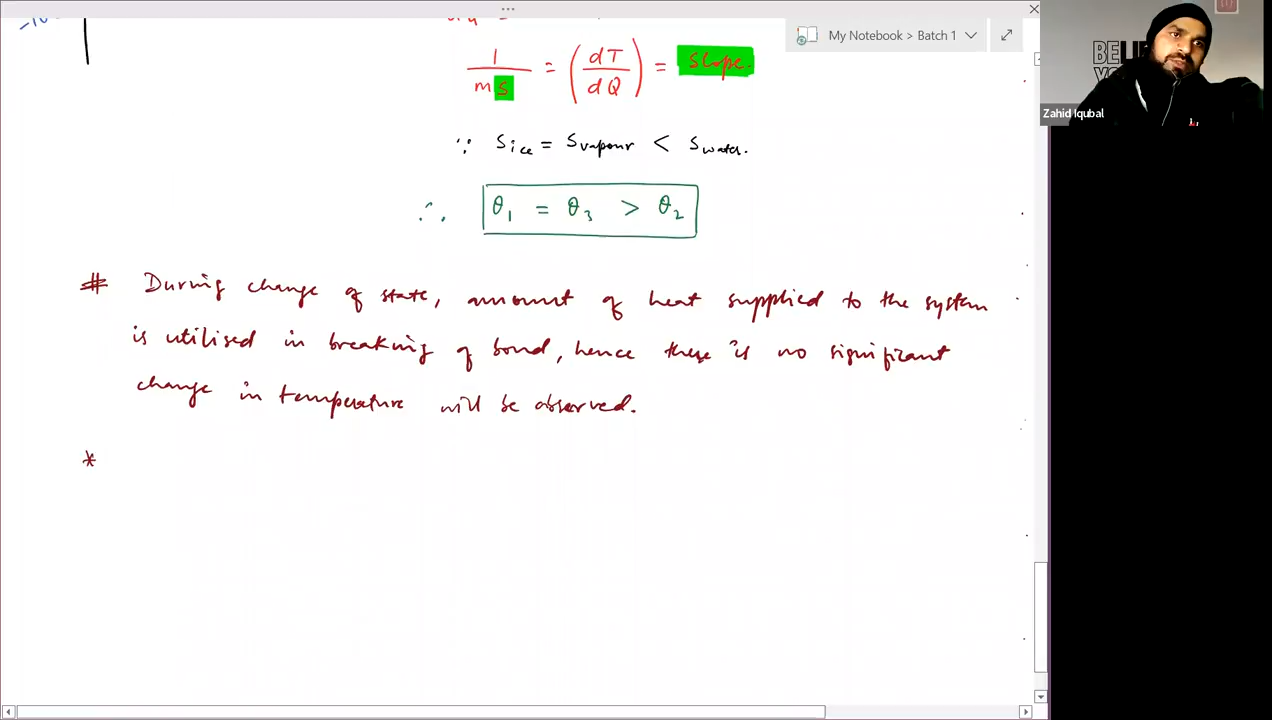 My Notebook > Batch 1
1/ms = (dT/dQ) = slope.
∵ Sice = Svapour < Swater.
∴ θ₁ = θ₃ > θ₂
# During change of state, amount of heat supplied to the system
is utilised in breaking of bond, hence there is no significant
change in temperature will be observed.
*
Zahid Iqubal
BE
YO